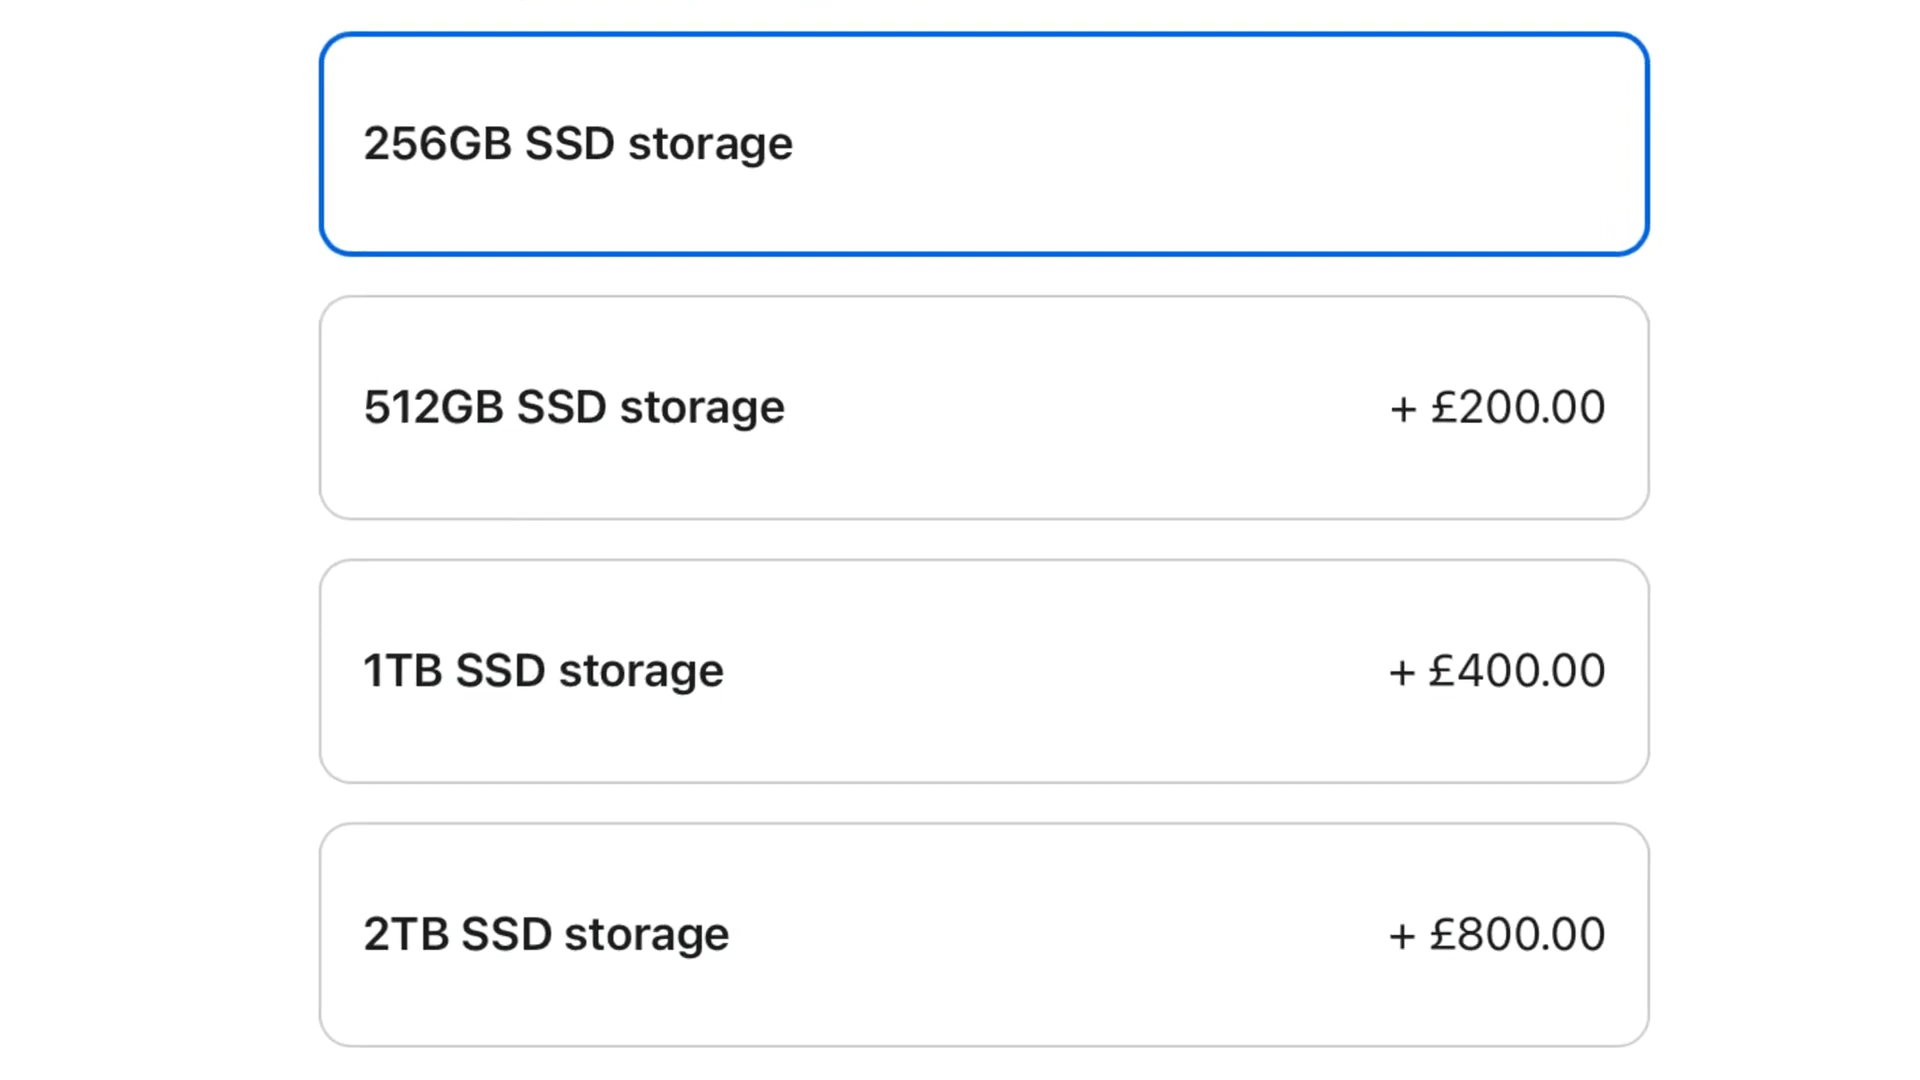 256GB SSD storage
512GB SSD storage + £200.00
1TB SSD storage + £400.00
2TB SSD storage + £800.00